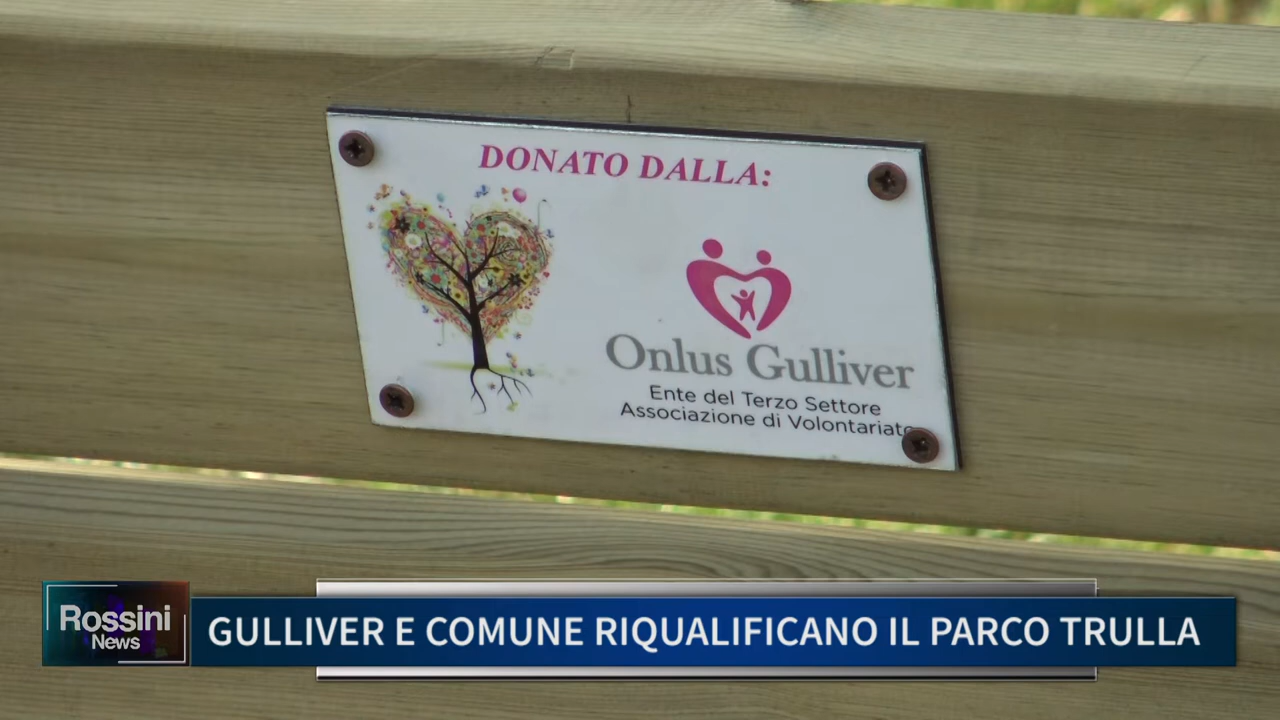 DONATO DALLA:
Onlus Gulliver
Ente del Terzo Settore
Associazione di Volontariato
Rossini
News
GULLIVER E COMUNE RIQUALIFICANO IL PARCO TRULLA